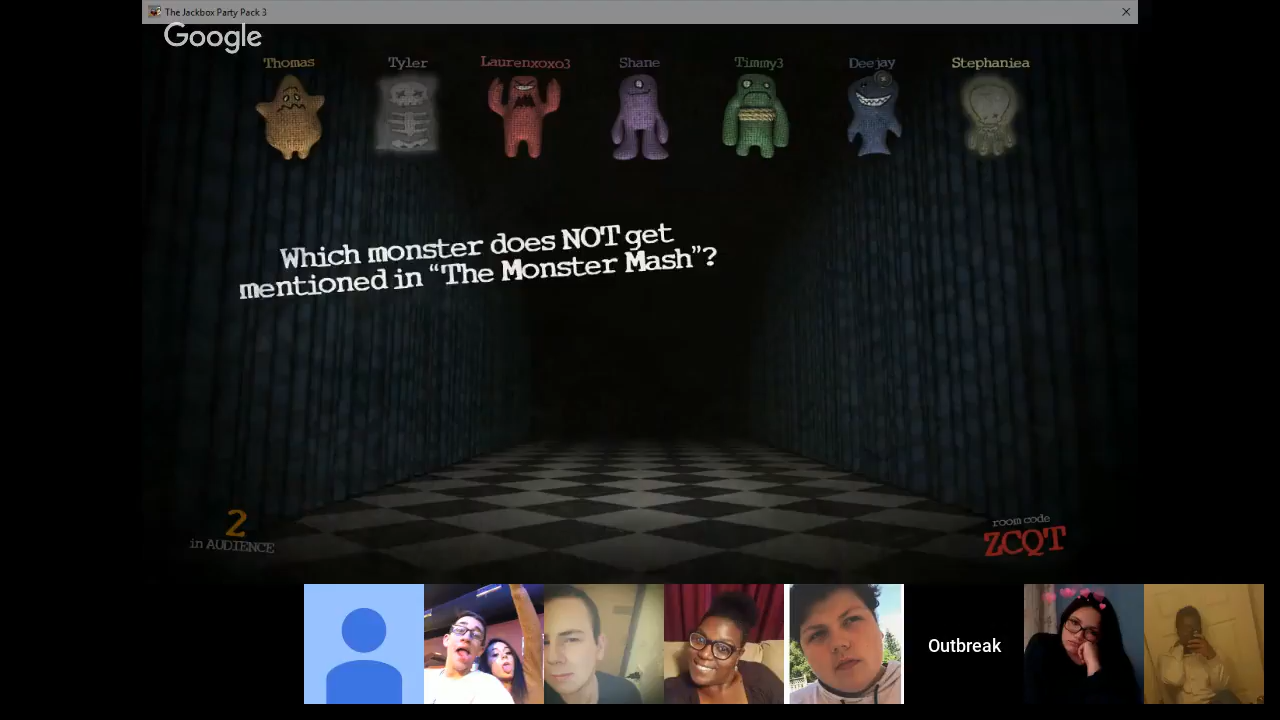 The Jackbox Party Pack 3
Google
Thomas
Tyler
Laurenxoxo3
Shane
Timmy3
Deejay
Stephaniea
Which monster does NOT get
mentioned in “The Monster Mash”?
2
in AUDIENCE
room code
ZCQT
Outbreak